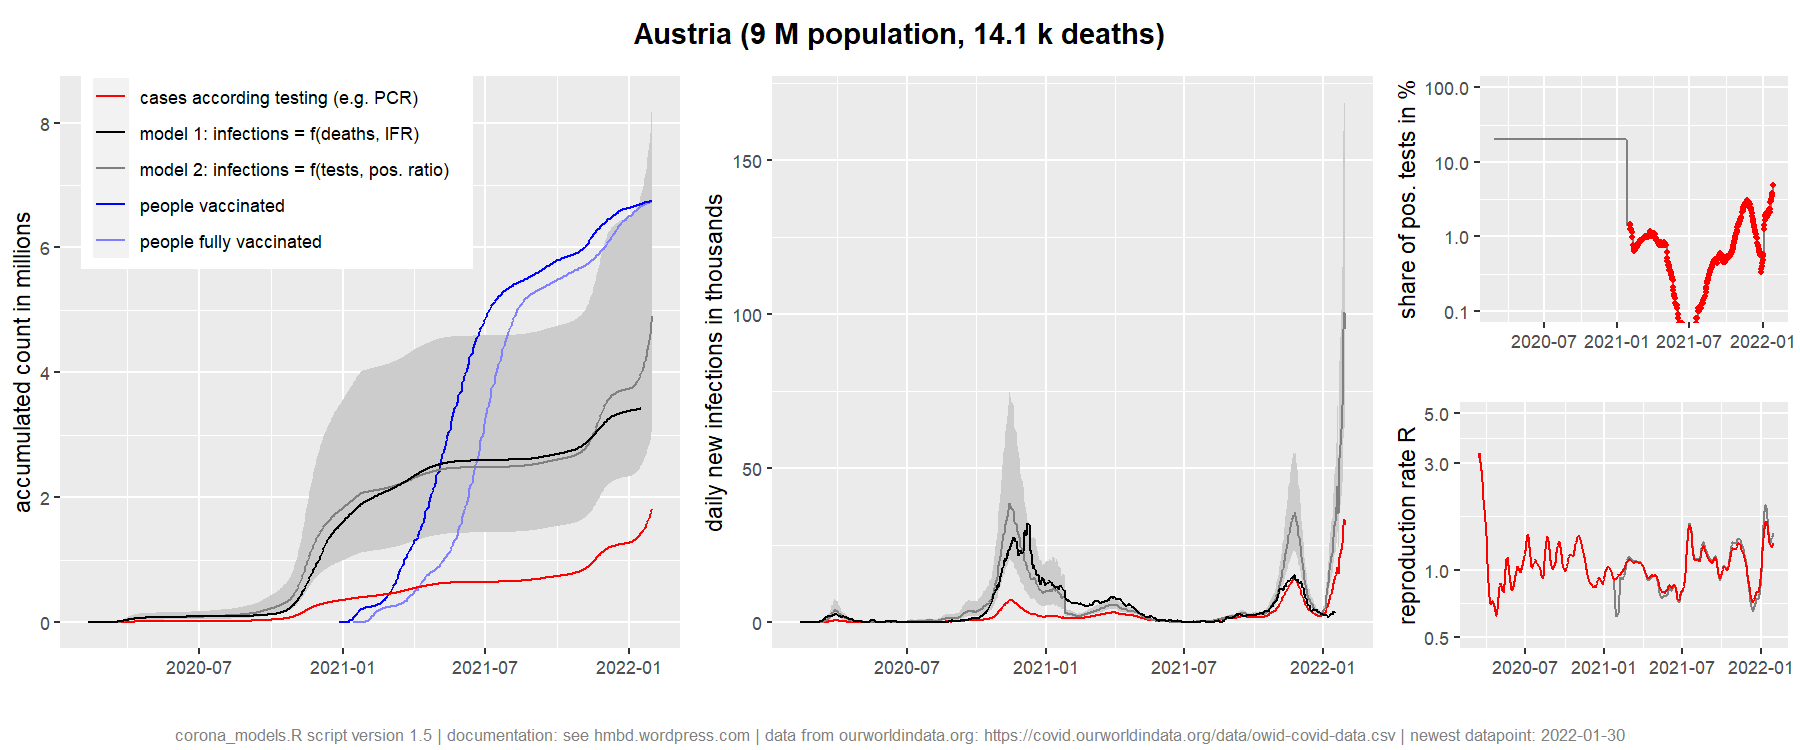 Austria (9 M population, 14.1 k deaths)
accumulated count in millions
8
6
4
2
0
cases according testing (e.g. PCR)
model 1: infections = f(deaths, IFR)
model 2: infections = f(tests, pos. ratio)
people vaccinated
people fully vaccinated
2020-07 2021-01 2021-07 2022-01
daily new infections in thousands
150
100
50
0
2020-07 2021-01 2021-07 2022-01
share of pos. tests in %
100.0
10.0
1.0
0.1
2020-07 2021-01 2021-07 2022-01
reproduction rate R
5.0
3.0
1.0
0.5
2020-07 2021-01 2021-07 2022-01
corona_models.R script version 1.5 | documentation: see hmbd.wordpress.com | data from ourworldindata.org: https://covid.ourworldindata.org/data/owid-covid-data.csv | newest datapoint: 2022-01-30